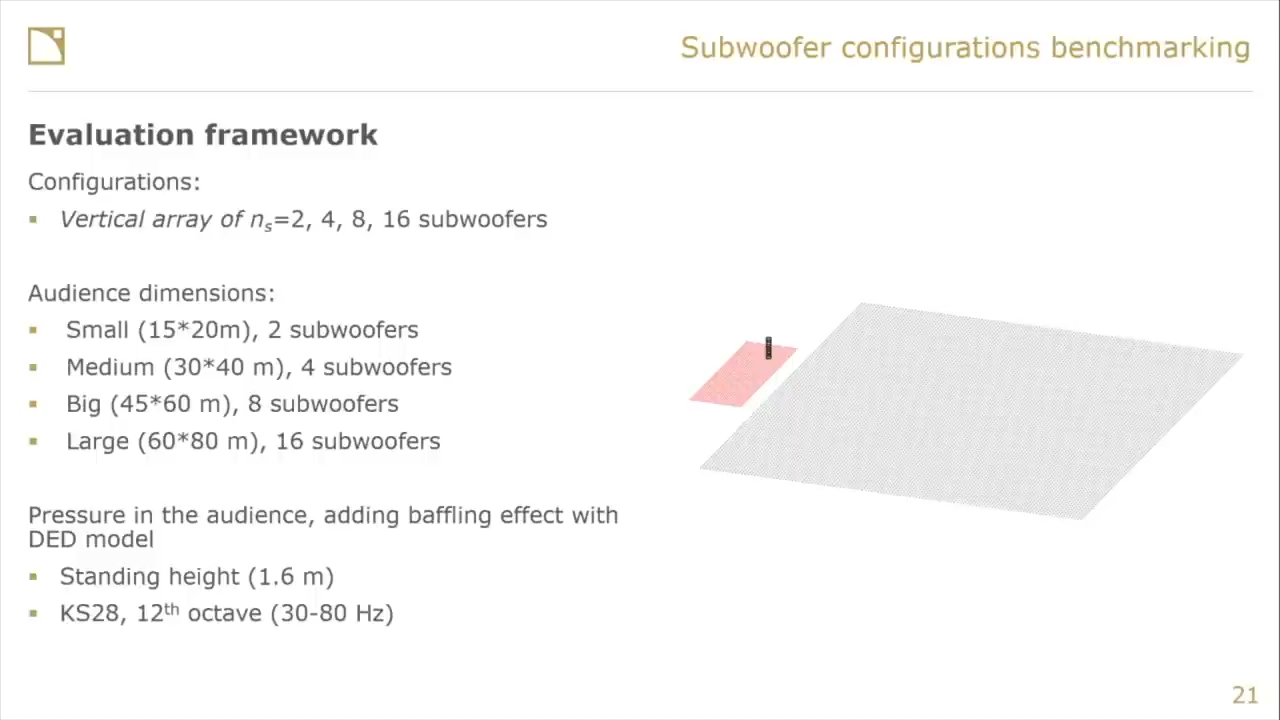 Subwoofer configurations benchmarking
Evaluation framework
Configurations:
▪ Vertical array of nₛ=2, 4, 8, 16 subwoofers
Audience dimensions:
▪ Small (15*20m), 2 subwoofers
▪ Medium (30*40 m), 4 subwoofers
▪ Big (45*60 m), 8 subwoofers
▪ Large (60*80 m), 16 subwoofers
Pressure in the audience, adding baffling effect with
DED model
▪ Standing height (1.6 m)
▪ KS28, 12th octave (30-80 Hz)
21